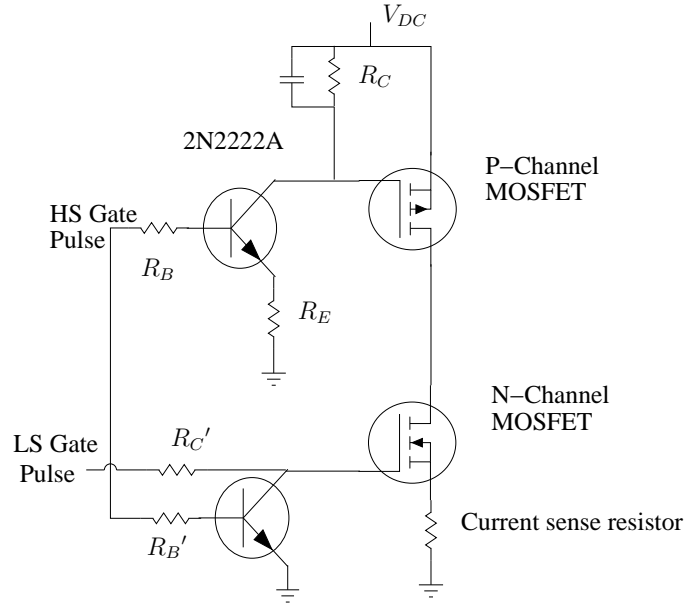 V_DC
R_C
2N2222A
P−Channel
MOSFET
HS Gate
Pulse
R_B
R_E
N−Channel
MOSFET
LS Gate
Pulse
R_C'
R_B'
Current sense resistor